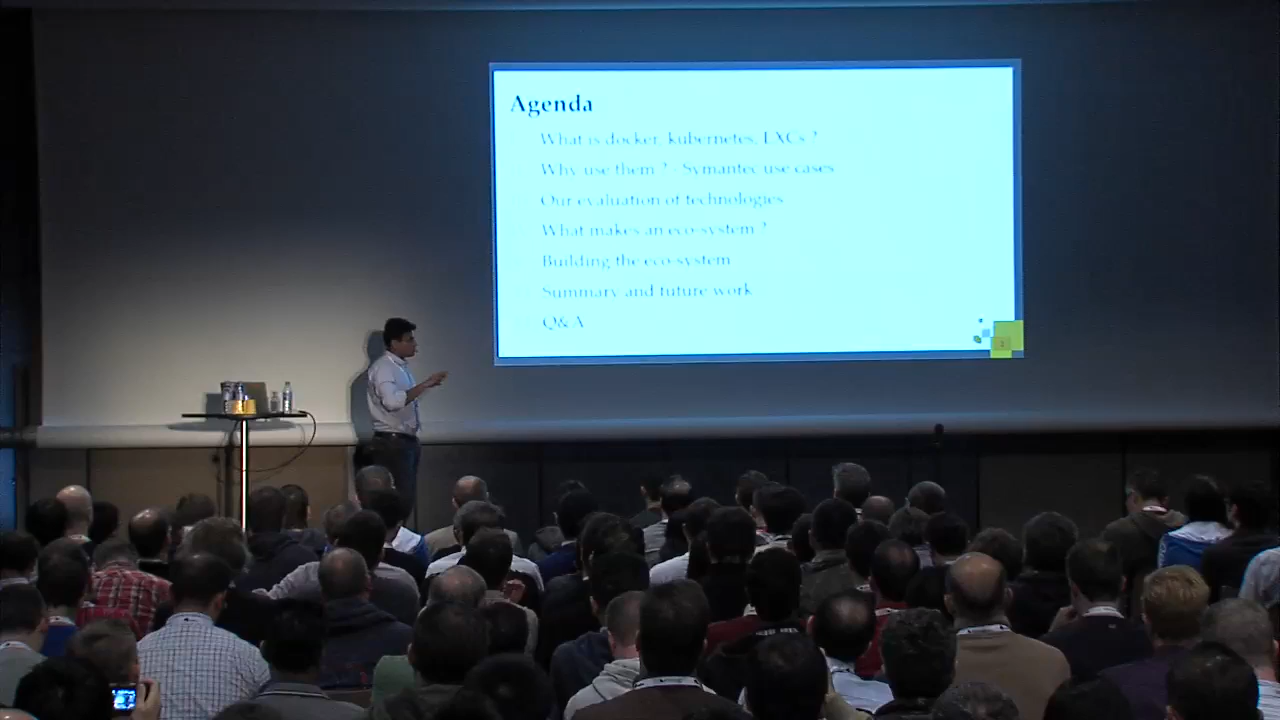 Agenda
What is docker, kubernetes, LXCs ?
Why use them ? - Symantec use cases
Our evaluation of technologies
What makes an eco-system ?
Building the eco-system
Summary and future work
Q&A